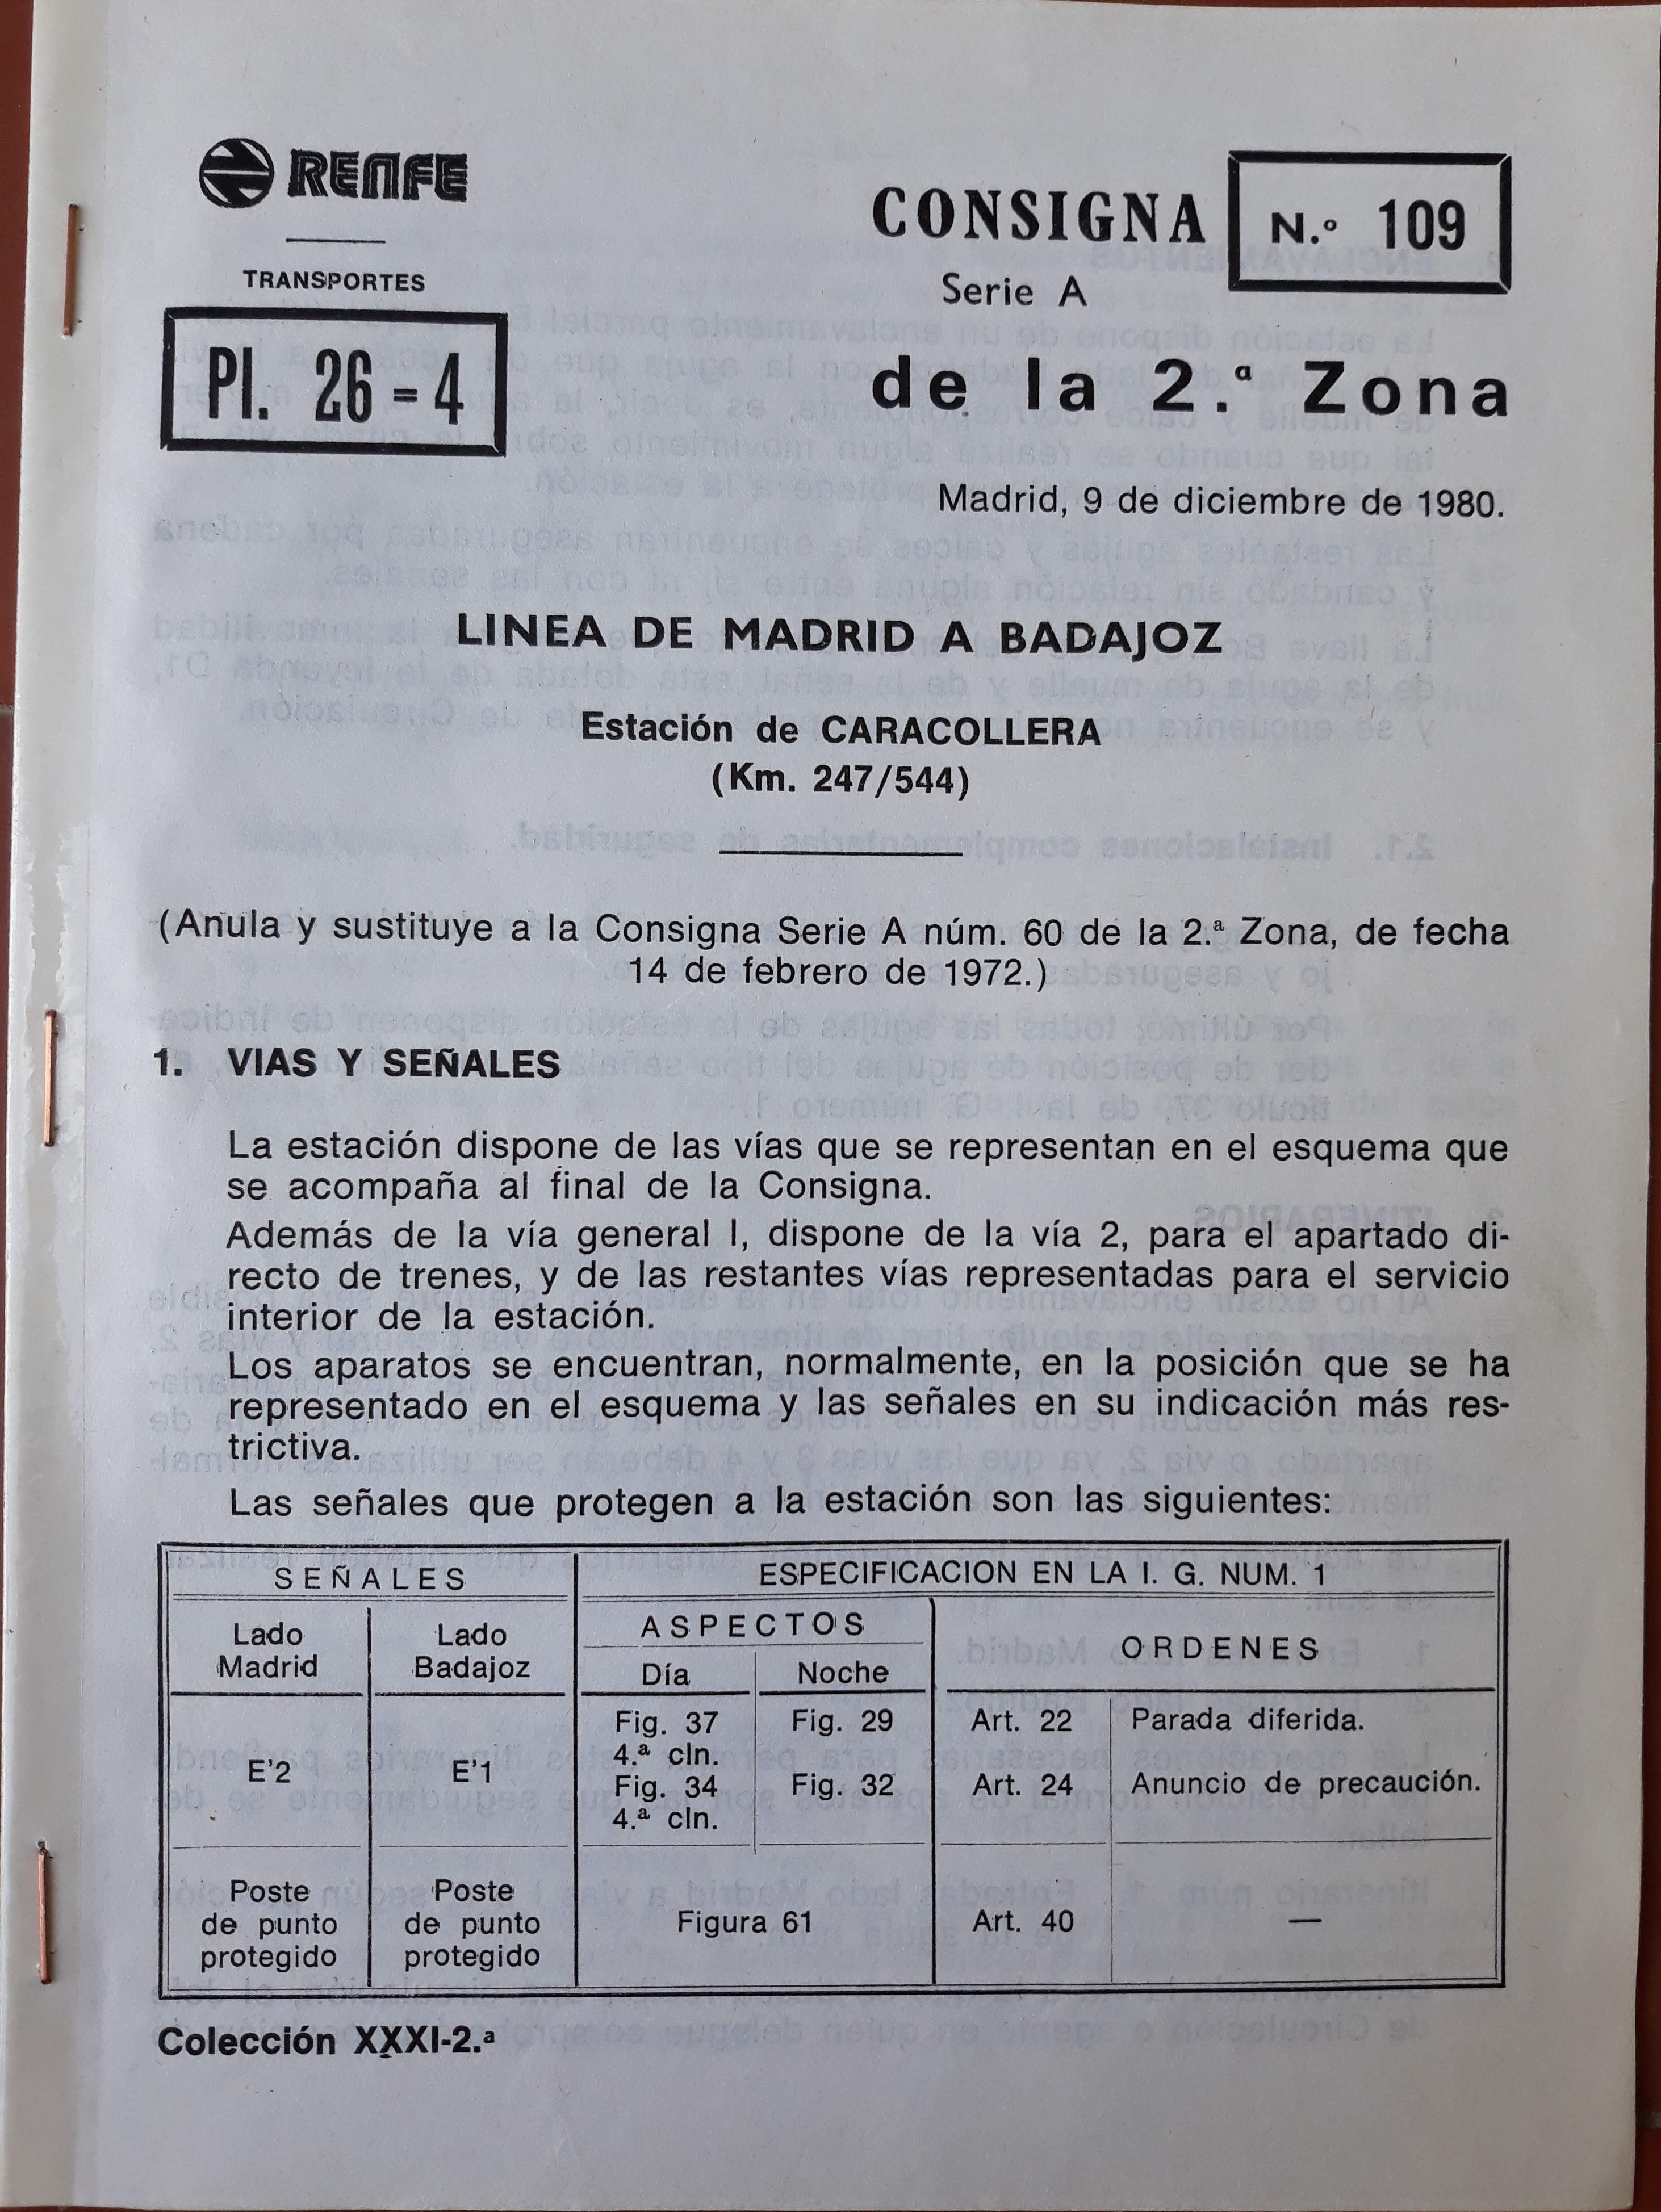 RENFE
TRANSPORTES
Pl. 26 = 4
CONSIGNA N.º 109
Serie A
de la 2.ª Zona
Madrid, 9 de diciembre de 1980.
LINEA DE MADRID A BADAJOZ
Estación de CARACOLLERA
(Km. 247/544)
(Anula y sustituye a la Consigna Serie A núm. 60 de la 2.ª Zona, de fecha
14 de febrero de 1972.)
1. VIAS Y SEÑALES
La estación dispone de las vías que se representan en el esquema que
se acompaña al final de la Consigna.
Además de la vía general I, dispone de la vía 2, para el apartado di-
recto de trenes, y de las restantes vías representadas para el servicio
interior de la estación.
Los aparatos se encuentran, normalmente, en la posición que se ha
representado en el esquema y las señales en su indicación más res-
trictiva.
Las señales que protegen a la estación son las siguientes:
SEÑALES ESPECIFICACION EN LA I. G. NUM. 1
Lado Madrid Lado Badajoz ASPECTOS ORDENES
Día Noche
E'2 E'1 Fig. 37 4.ª cln. Fig. 29 Art. 22 Parada diferida.
Fig. 34 4.ª cln. Fig. 32 Art. 24 Anuncio de precaución.
Poste de punto protegido Poste de punto protegido Figura 61 Art. 40 —
Colección XXXI-2.ª